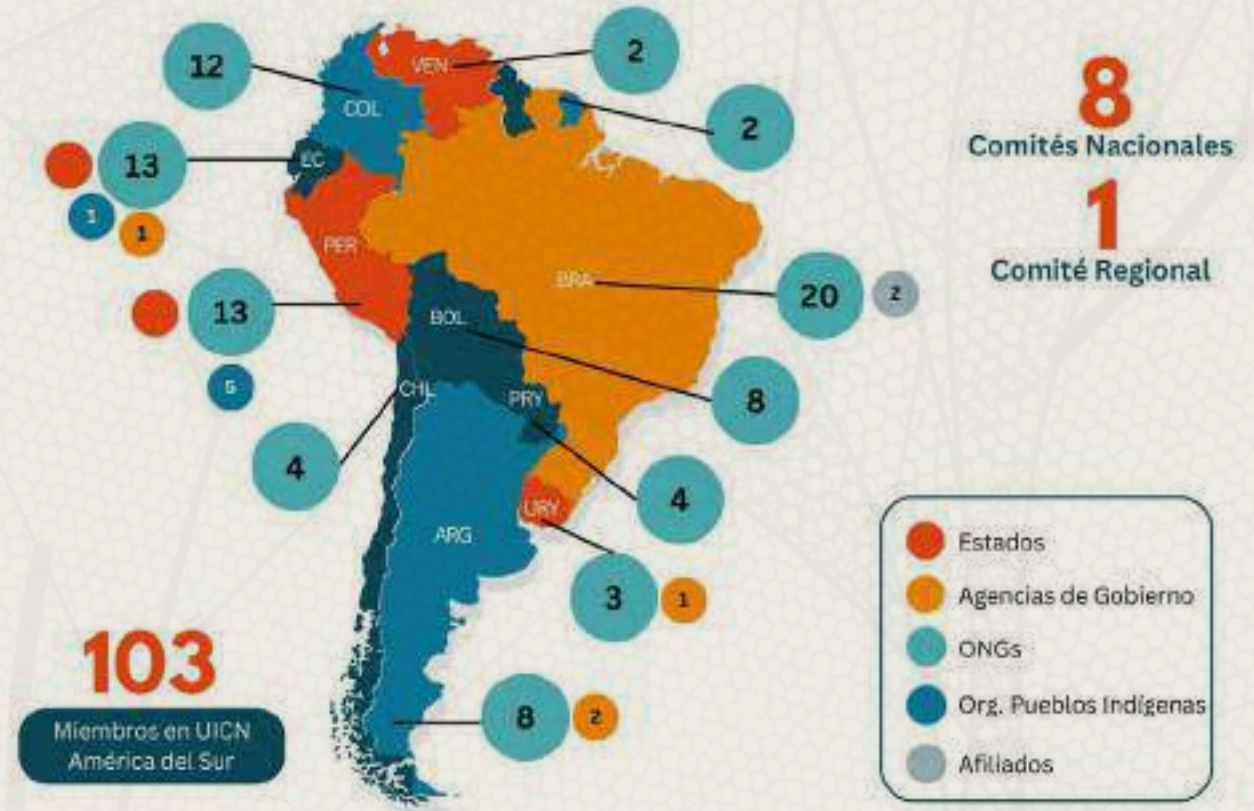 12
VEN
2
COL
2
8
Comités Nacionales
13
EC
1
1
PER
1
Comité Regional
13
BRA
20
2
BOL
5
CHL
PRY
8
4
4
URY
ARG
3
1
Estados
Agencias de Gobierno
ONGs
Org. Pueblos Indígenas
Afiliados
103
Miembros en UICN
América del Sur
8
2